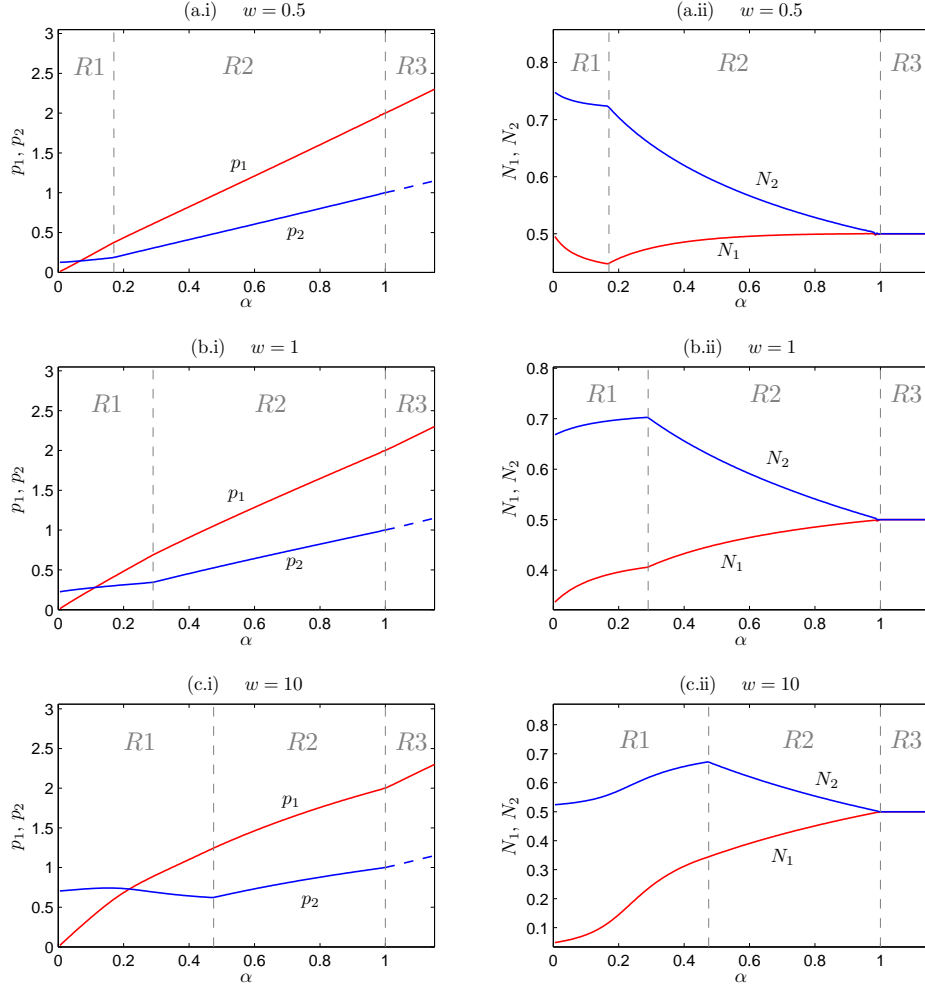 (a.i) w = 0.5
p1, p2
3
2.5
2
1.5
1
0.5
0
R1
R2
R3
p1
p2
0 0.2 0.4 0.6 0.8 1
α
(a.ii) w = 0.5
N1, N2
0.8
0.7
0.6
0.5
R1
R2
R3
N2
N1
0 0.2 0.4 0.6 0.8 1
α
(b.i) w = 1
p1, p2
3
2.5
2
1.5
1
0.5
0
R1
R2
R3
p1
p2
0 0.2 0.4 0.6 0.8 1
α
(b.ii) w = 1
N1, N2
0.8
0.7
0.6
0.5
0.4
R1
R2
R3
N2
N1
0 0.2 0.4 0.6 0.8 1
α
(c.i) w = 10
p1, p2
3
2.5
2
1.5
1
0.5
0
R1
R2
R3
p1
p2
0 0.2 0.4 0.6 0.8 1
α
(c.ii) w = 10
N1, N2
0.8
0.7
0.6
0.5
0.4
0.3
0.2
0.1
R1
R2
R3
N2
N1
0 0.2 0.4 0.6 0.8 1
α